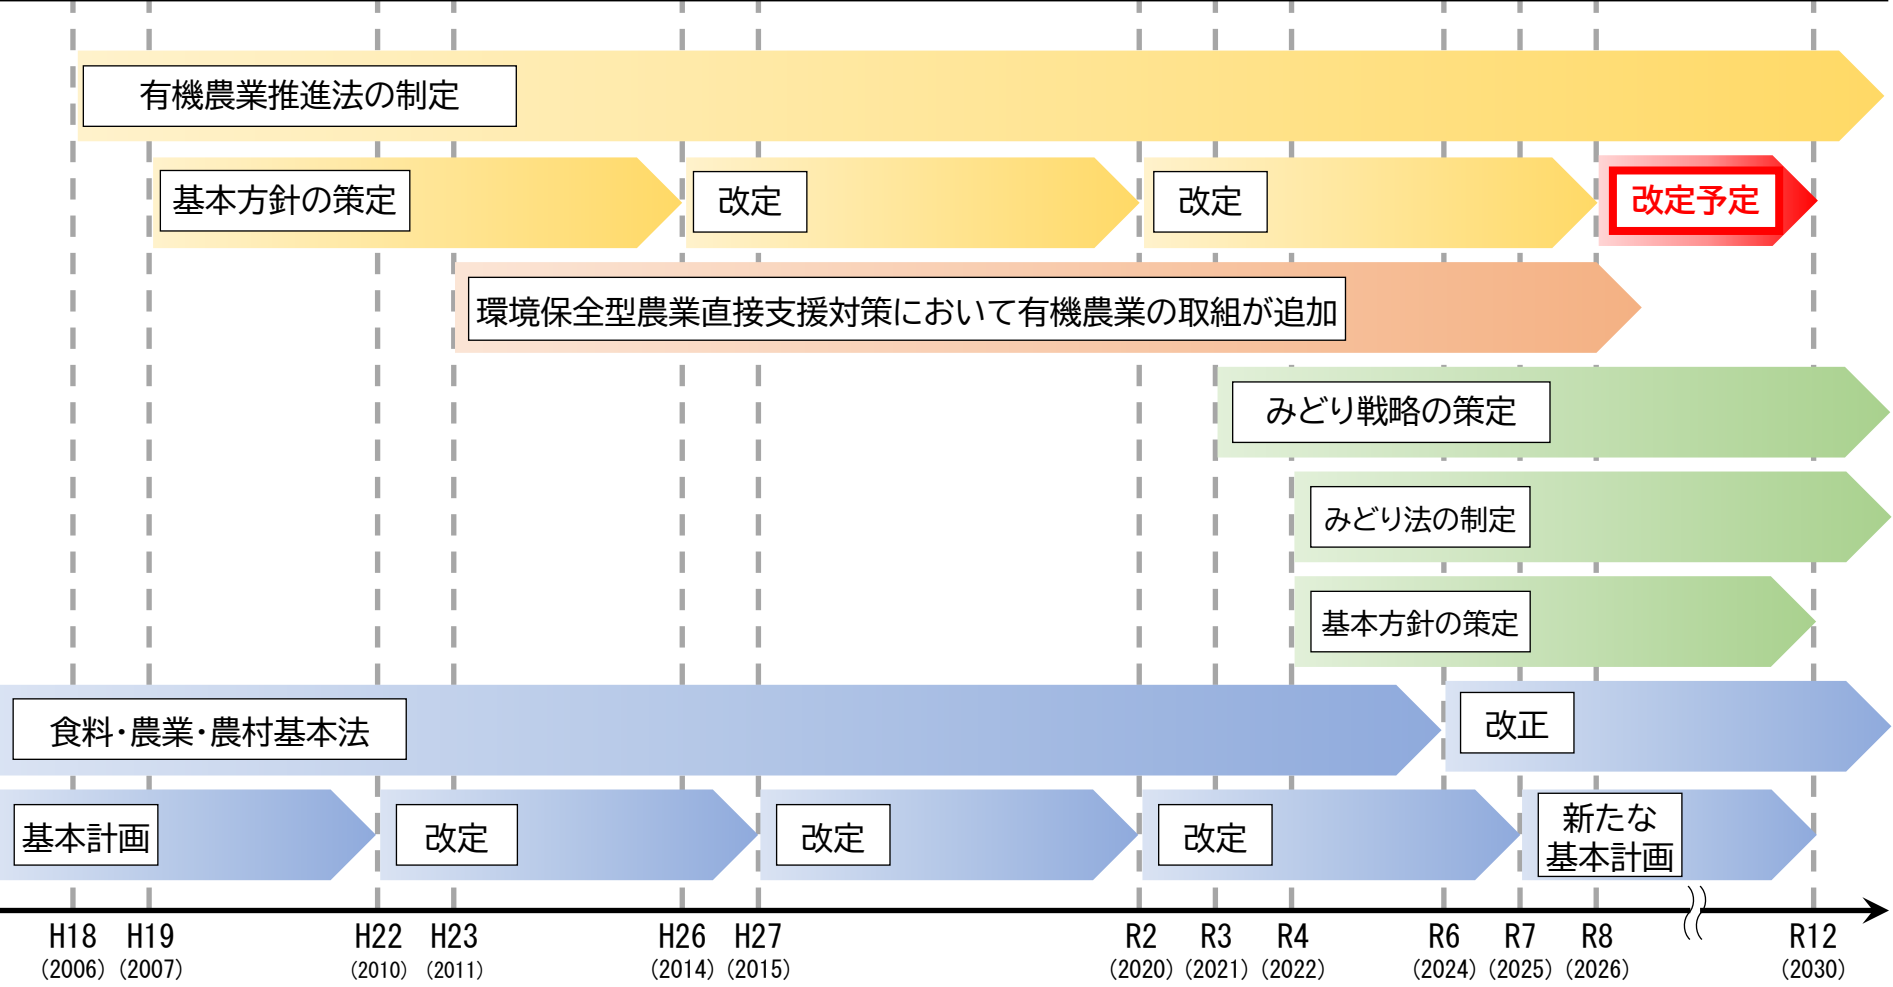 有機農業推進法の制定
基本方針の策定
改定
改定
改定予定
環境保全型農業直接支援対策において有機農業の取組が追加
みどり戦略の策定
みどり法の制定
基本方針の策定
食料・農業・農村基本法
改正
基本計画
改定
改定
改定
新たな
基本計画
H18 H19 H22 H23 H26 H27 R2 R3 R4 R6 R7 R8 R12
(2006) (2007) (2010) (2011) (2014) (2015) (2020) (2021) (2022) (2024) (2025) (2026) (2030)